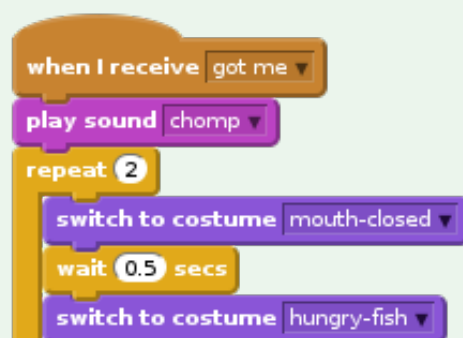 when I receive got me
play sound chomp
repeat 2
switch to costume mouth-closed
wait 0.5 secs
switch to costume hungry-fish